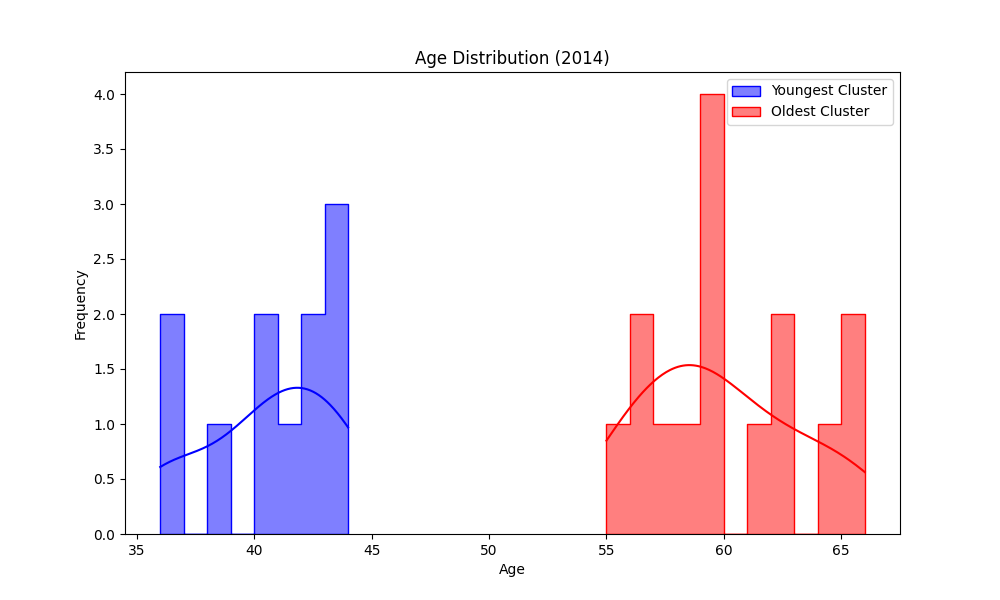 Age Distribution (2014)
Youngest Cluster
Oldest Cluster
4.0
3.5
3.0
2.5
2.0
1.5
1.0
0.5
0.0
Frequency
35 40 45 50 55 60 65
Age